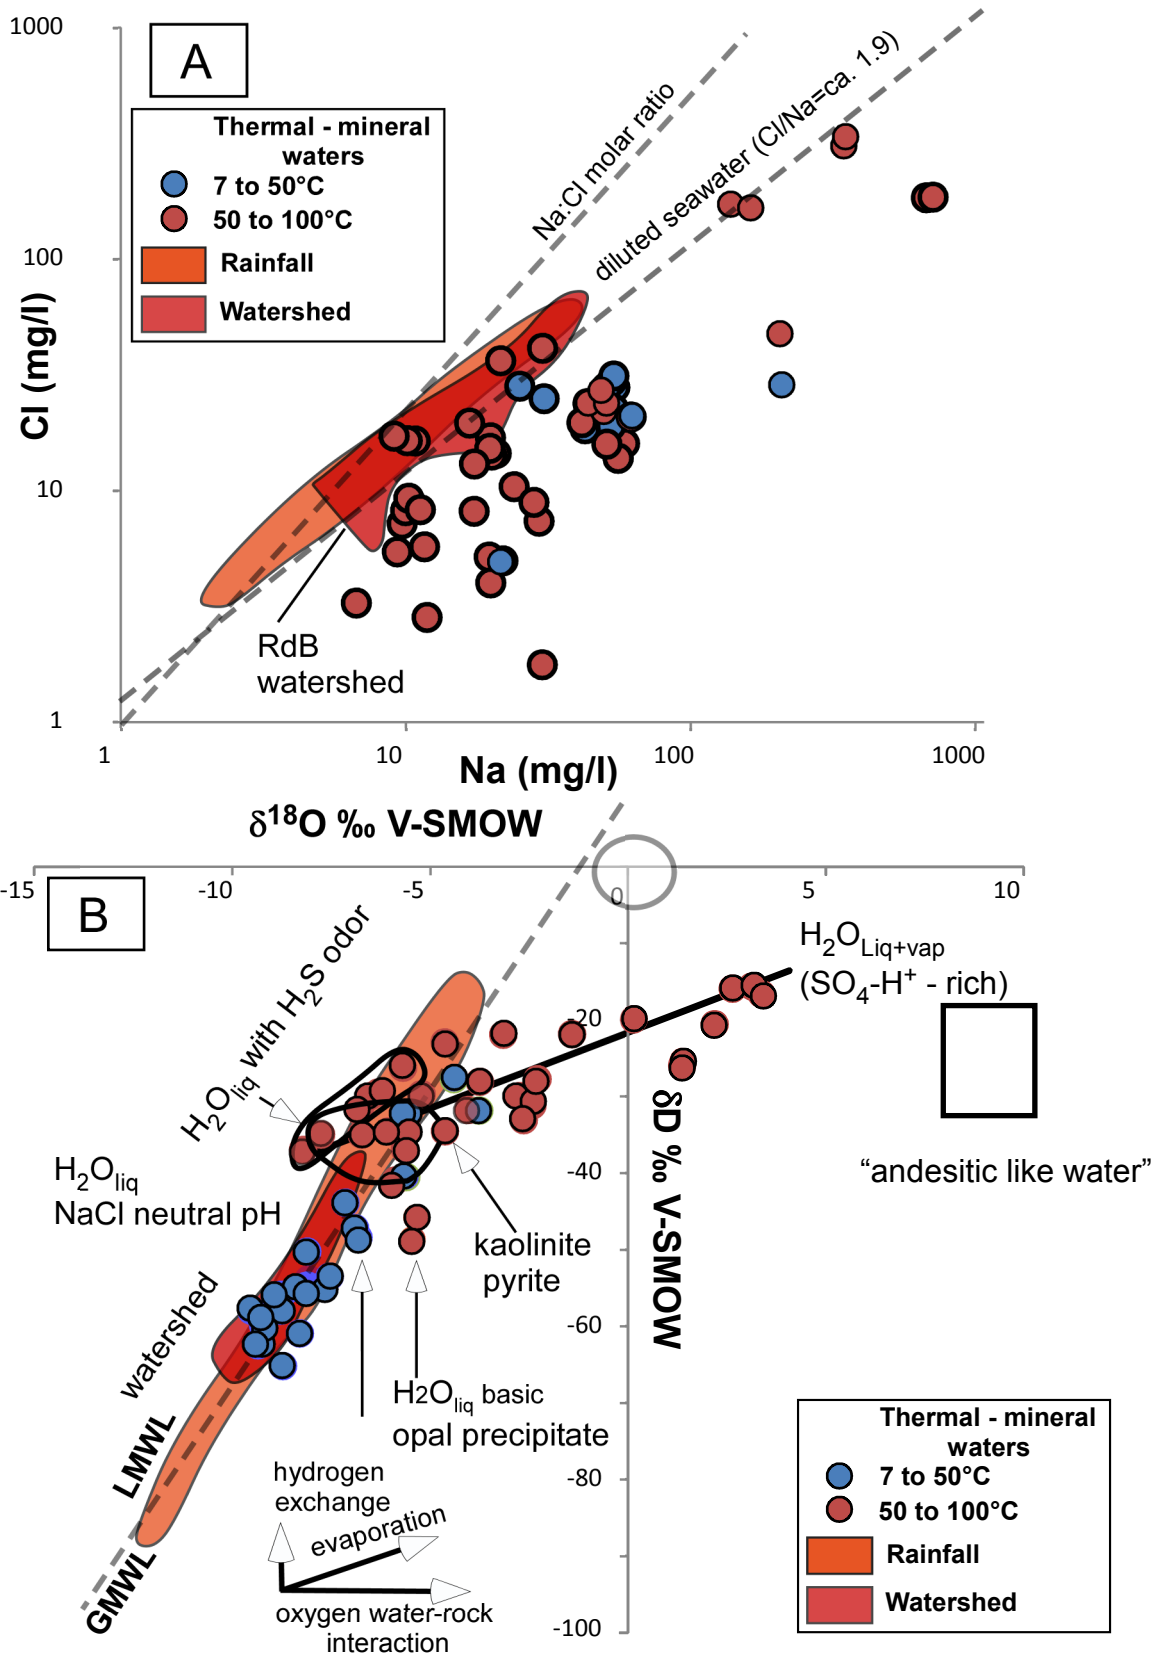 1000
A
Thermal - mineral
waters
7 to 50°C
50 to 100°C
Rainfall
Watershed
Na:Cl molar ratio
diluted seawater (Cl/Na=ca. 1.9)
100
Cl (mg/l)
10
RdB
watershed
1
1
10
100
1000
Na (mg/l)
δ18O ‰ V-SMOW
-15
-10
-5
0
5
10
B
H2Oliq with H2S odor
H2OLiq+vap
(SO4-H+ - rich)
-20
δD ‰ V-SMOW
"andesitic like water"
-40
H2Oliq
NaCl neutral pH
kaolinite
pyrite
watershed
-60
H2Oliq basic
opal precipitate
LMWL
GMWL
-80
-100
hydrogen
exchange
evaporation
oxygen water-rock
interaction
Thermal - mineral
waters
7 to 50°C
50 to 100°C
Rainfall
Watershed